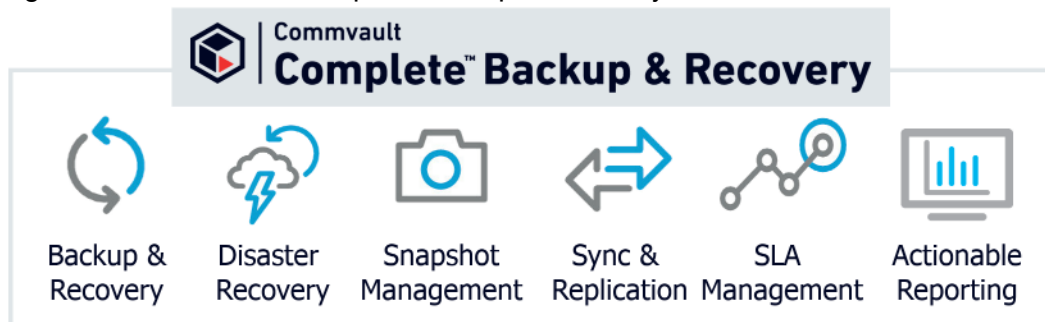 Commvault
Complete™ Backup & Recovery
Backup &
Recovery
Disaster
Recovery
Snapshot
Management
Sync &
Replication
SLA
Management
Actionable
Reporting